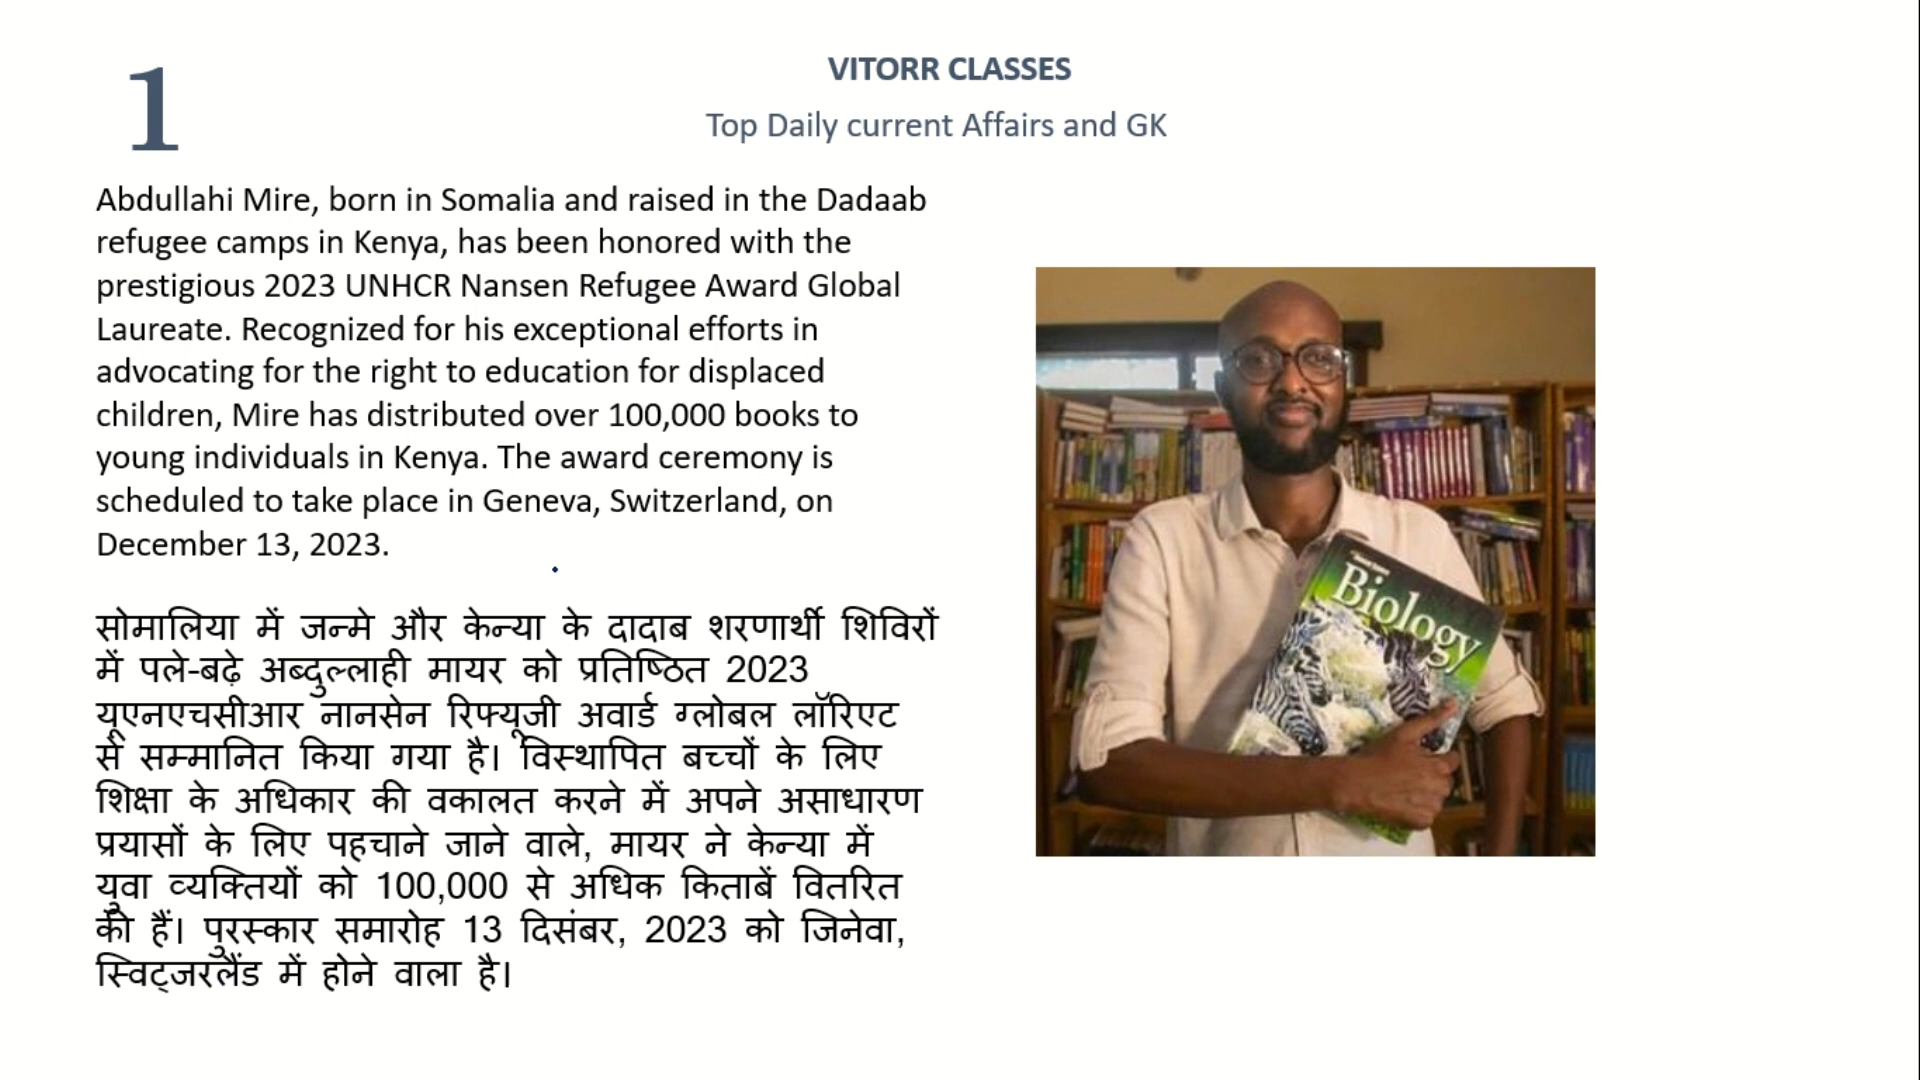 1
VITORR CLASSES
Top Daily current Affairs and GK
Abdullahi Mire, born in Somalia and raised in the Dadaab
refugee camps in Kenya, has been honored with the
prestigious 2023 UNHCR Nansen Refugee Award Global
Laureate. Recognized for his exceptional efforts in
advocating for the right to education for displaced
children, Mire has distributed over 100,000 books to
young individuals in Kenya. The award ceremony is
scheduled to take place in Geneva, Switzerland, on
December 13, 2023.
सोमालिया में जन्मे और केन्या के दादाब शरणार्थी शिविरों
में पले-बढ़े अब्दुल्लाही मायर को प्रतिष्ठित 2023
यूएनएचसीआर नानसेन रिफ्यूजी अवार्ड ग्लोबल लॉरिएट
से सम्मानित किया गया है। विस्थापित बच्चों के लिए
शिक्षा के अधिकार की वकालत करने में अपने असाधारण
प्रयासों के लिए पहचाने जाने वाले, मायर ने केन्या में
युवा व्यक्तियों को 100,000 से अधिक किताबें वितरित
की हैं। पुरस्कार समारोह 13 दिसंबर, 2023 को जिनेवा,
स्विट्जरलैंड में होने वाला है।
Biology